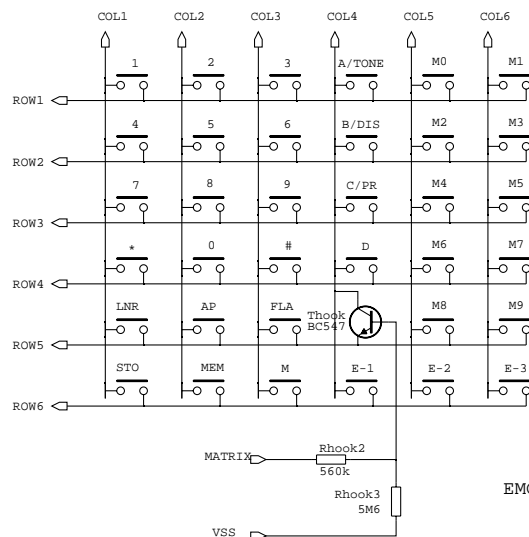 COL1 COL2 COL3 COL4 COL5 COL6
1 2 3 A/TONE M0 M1
ROW1
4 5 6 B/DIS M2 M3
ROW2
7 8 9 C/PR M4 M5
ROW3
* 0 # D M6 M7
ROW4
LNR AP FLA Thook M8 M9
BC547
ROW5
STO MEM M E-1 E-2 E-3
ROW6
Rhook2
MATRIX
560k
Rhook3
5M6
VSS